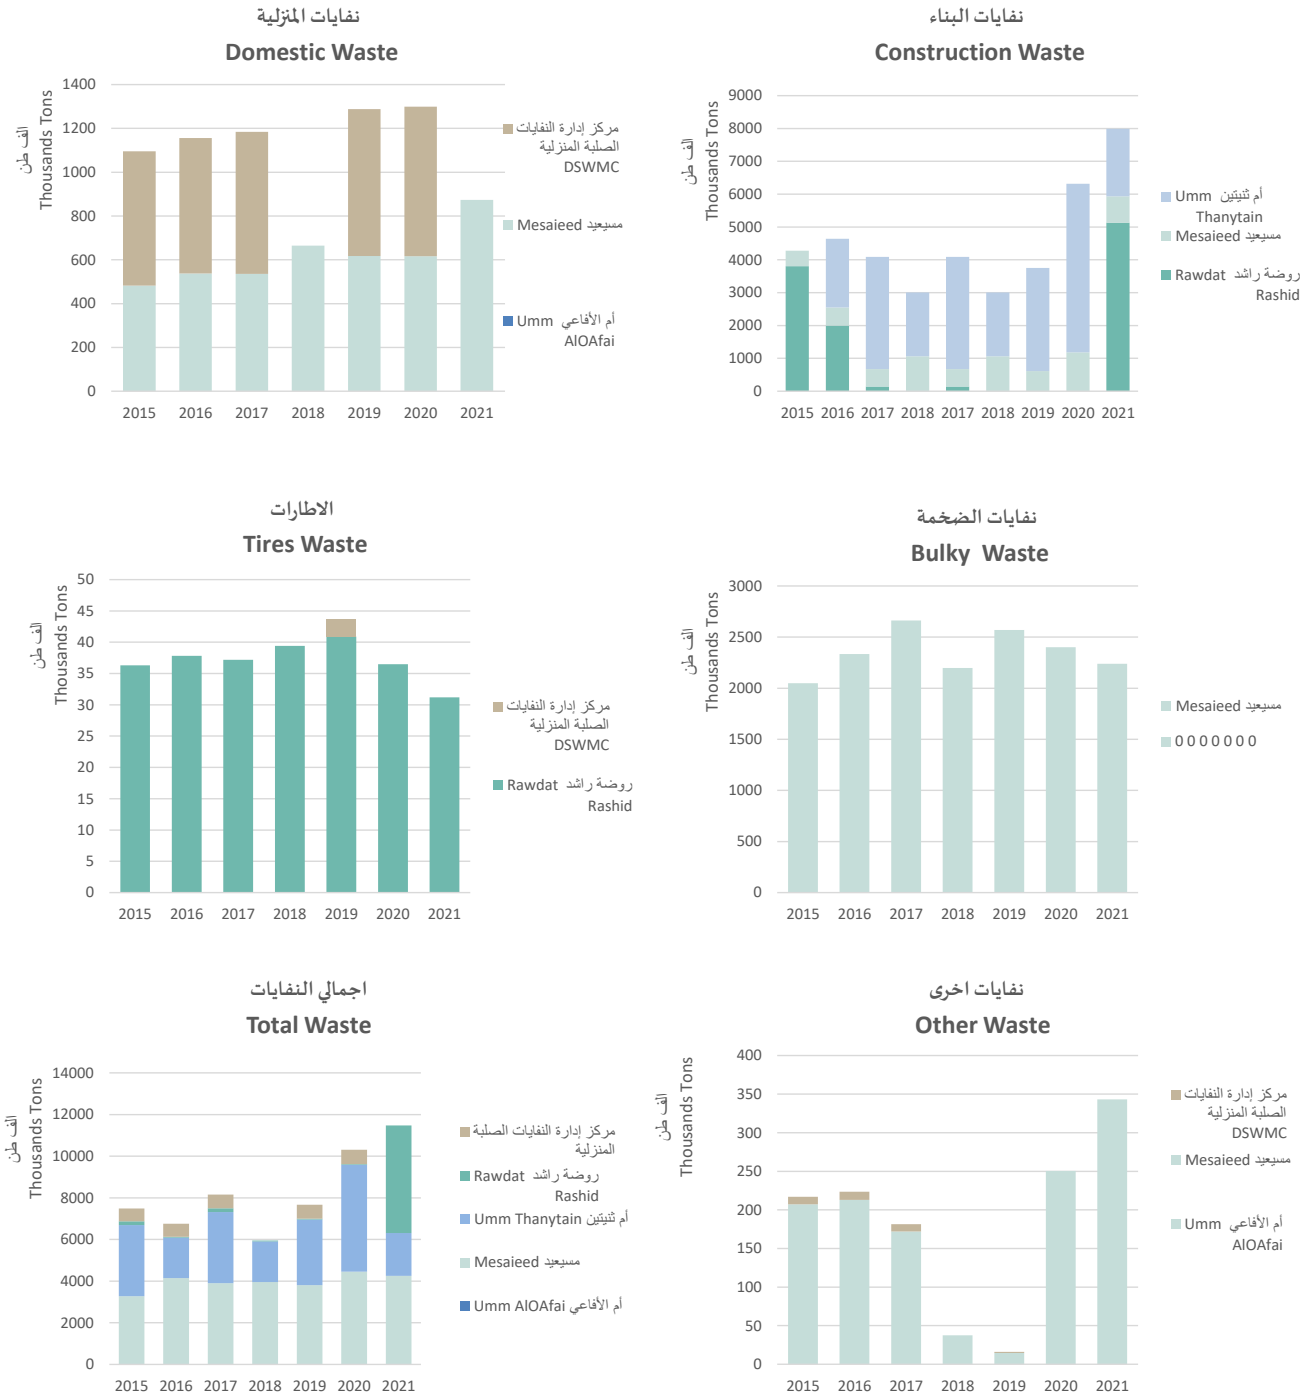 نفايات المنزلية
Domestic Waste
الف طن
Thousands Tons
1400
1200
1000
800
600
400
200
0
2015 2016 2017 2018 2019 2020 2021
مركز إدارة النفايات
الصلبة المنزلية
DSWMC
مسيعيد Mesaieed
أم الأفاعي Umm
AlOAfai
نفايات البناء
Construction Waste
الف طن
Thousands Tons
9000
8000
7000
6000
5000
4000
3000
2000
1000
0
2015 2016 2017 2018 2017 2018 2019 2020 2021
أم ثنيتين Umm
Thanytain
مسيعيد Mesaieed
روضة راشد Rawdat
Rashid
الاطارات
Tires Waste
الف طن
Thousands Tons
50
45
40
35
30
25
20
15
10
5
0
2015 2016 2017 2018 2019 2020 2021
مركز إدارة النفايات
الصلبة المنزلية
DSWMC
روضة راشد Rawdat
Rashid
نفايات الضخمة
Bulky Waste
الف طن
Thousands Tons
3000
2500
2000
1500
1000
500
0
2015 2016 2017 2018 2019 2020 2021
مسيعيد Mesaieed
0 0 0 0 0 0 0
اجمالي النفايات
Total Waste
الف طن
Thousands Tons
14000
12000
10000
8000
6000
4000
2000
0
2015 2016 2017 2018 2019 2020 2021
مركز إدارة النفايات الصلبة
المنزلية
روضة راشد Rawdat
Rashid
أم ثنيتين Umm Thanytain
مسيعيد Mesaieed
أم الأفاعي Umm AlOAfai
نفايات اخرى
Other Waste
الف طن
Thousands Tons
400
350
300
250
200
150
100
50
0
2015 2016 2017 2018 2019 2020 2021
مركز إدارة النفايات
الصلبة المنزلية
DSWMC
مسيعيد Mesaieed
أم الأفاعي Umm
AlOAfai